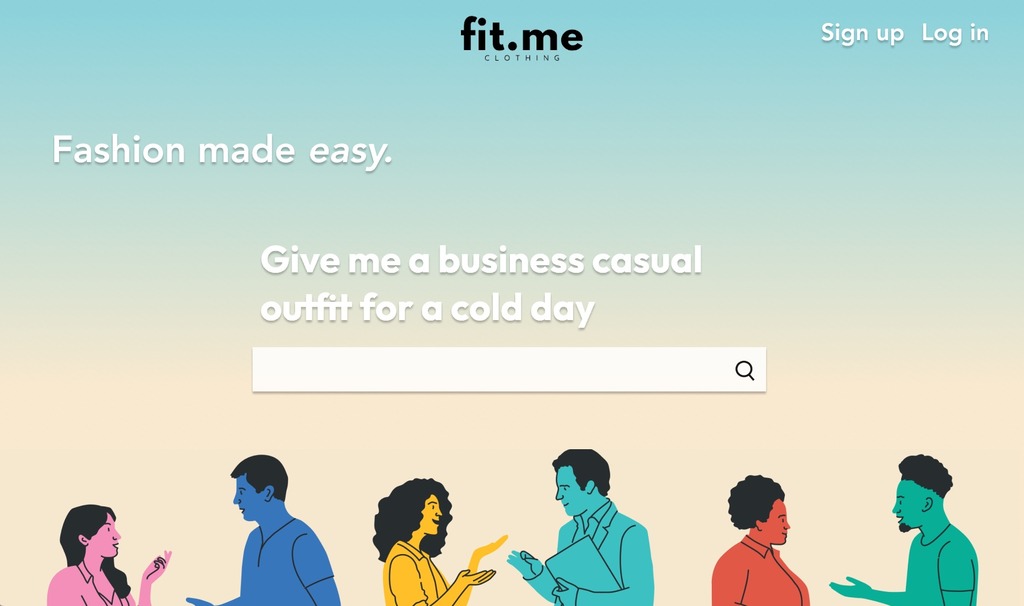 fit.me
CLOTHING
Sign up Log in
Fashion made easy.
Give me a business casual
outfit for a cold day